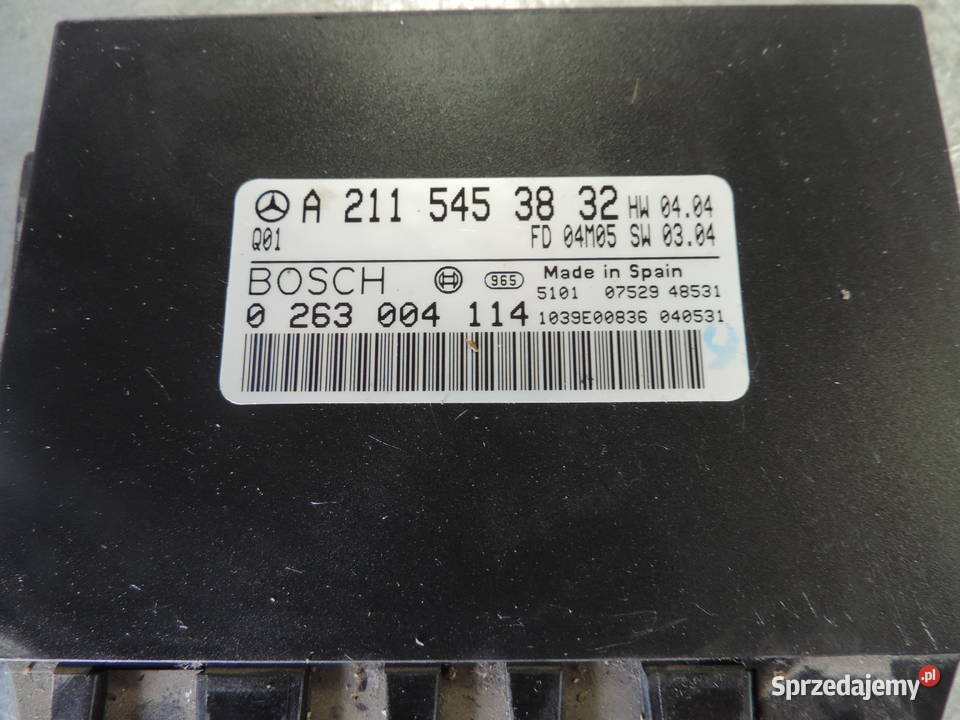 A 211 545 38 32 HW 04.04
Q01 FD 04M05 SW 03.04
BOSCH 965 Made in Spain
5101 07529 48531
0 263 004 114 1039E00836 040531
9
Sprzedajemy.pl